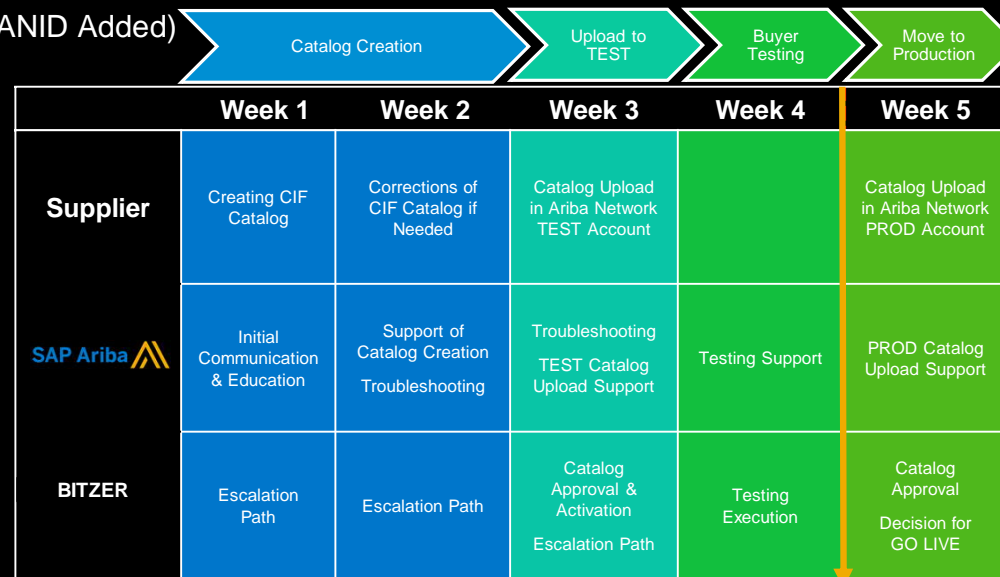 ANID Added)
Catalog Creation
Upload to
TEST
Buyer
Testing
Move to
Production
Week 1
Week 2
Week 3
Week 4
Week 5
Supplier
Creating CIF
Catalog
Corrections of
CIF Catalog if
Needed
Catalog Upload
in Ariba Network
TEST Account
Catalog Upload
in Ariba Network
PROD Account
SAP Ariba
Initial
Communication
& Education
Support of
Catalog Creation
Troubleshooting
Troubleshooting
TEST Catalog
Upload Support
Testing Support
PROD Catalog
Upload Support
BITZER
Escalation
Path
Escalation Path
Catalog
Approval &
Activation
Escalation Path
Testing
Execution
Catalog
Approval
Decision for
GO LIVE